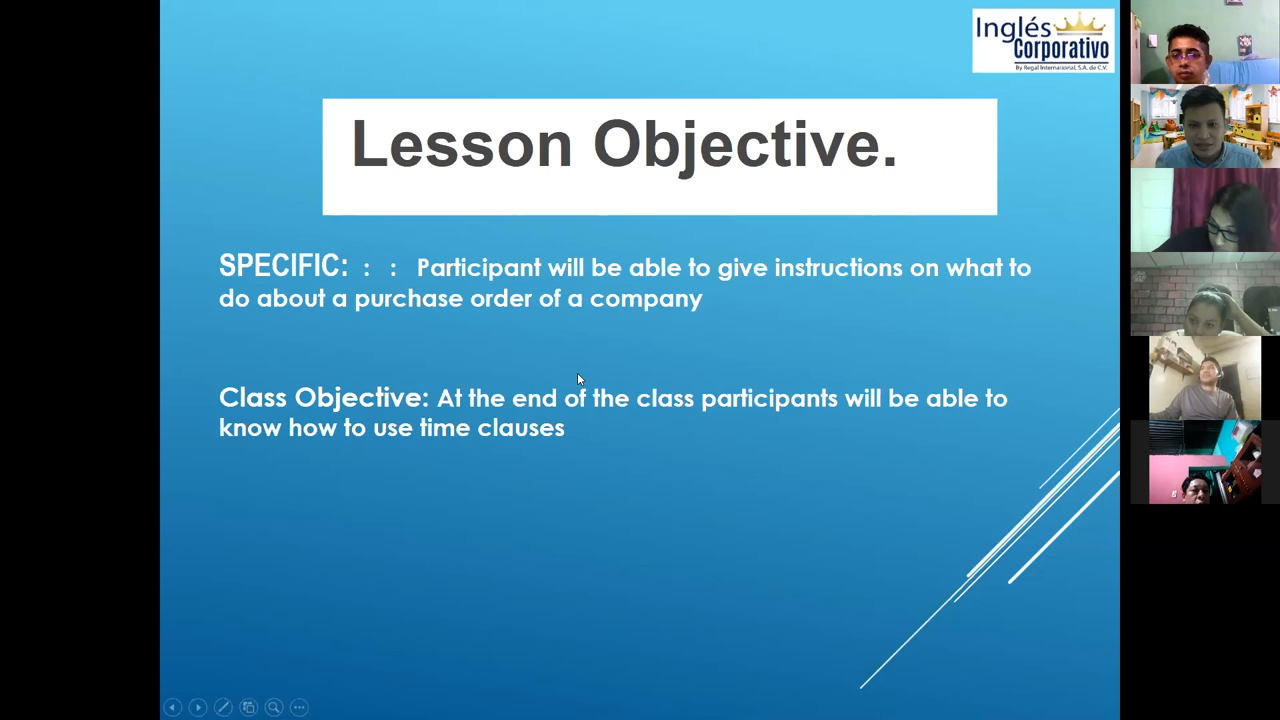 Inglés
Corporativo
By Regal International, S.A. de C.V.
Lesson Objective.
SPECIFIC: : : Participant will be able to give instructions on what to
do about a purchase order of a company
Class Objective: At the end of the class participants will be able to
know how to use time clauses